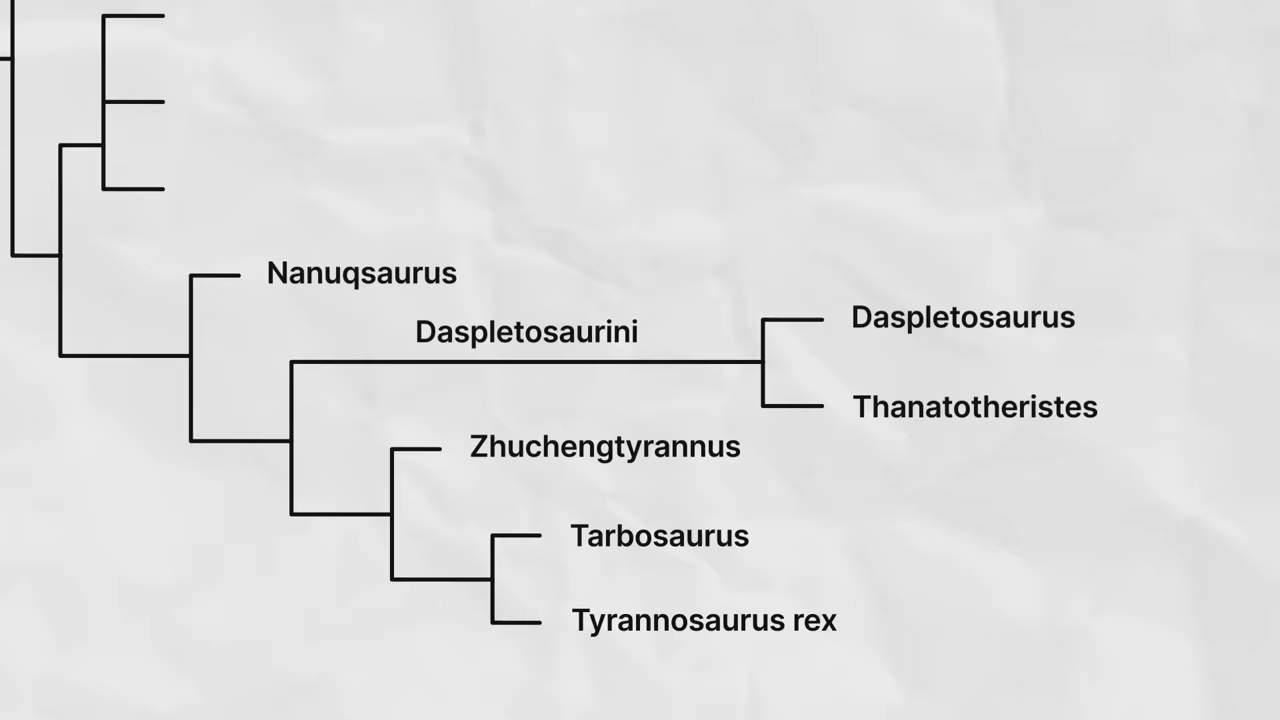 Nanuqsaurus
Daspletosaurini
Daspletosaurus
Thanatotheristes
Zhuchengtyrannus
Tarbosaurus
Tyrannosaurus rex